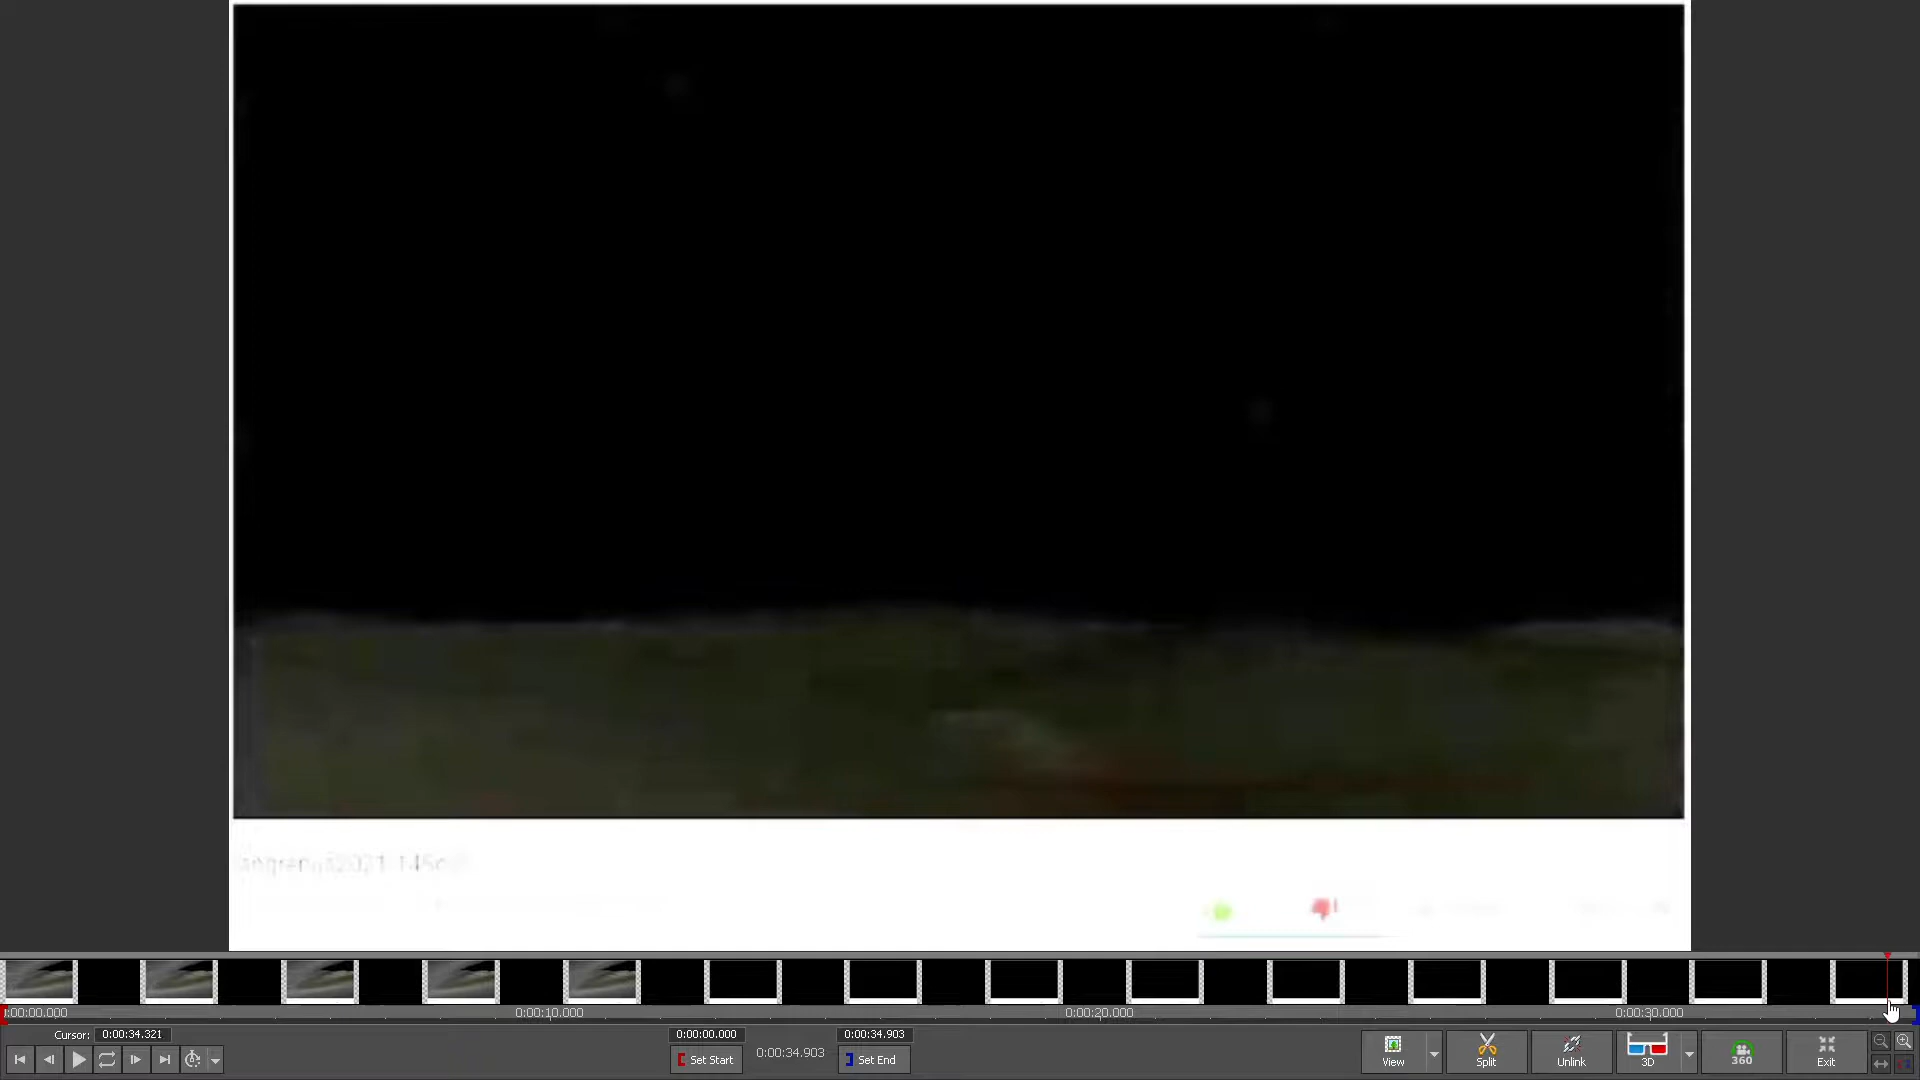 0:00:00.000
0:00:10.000
0:00:20.000
0:00:30.000
Cursor: 0:00:34.321
0:00:00.000
0:00:34.903
Set Start
0:00:34.903
Set End
View
Split
Unlink
3D
360
Exit